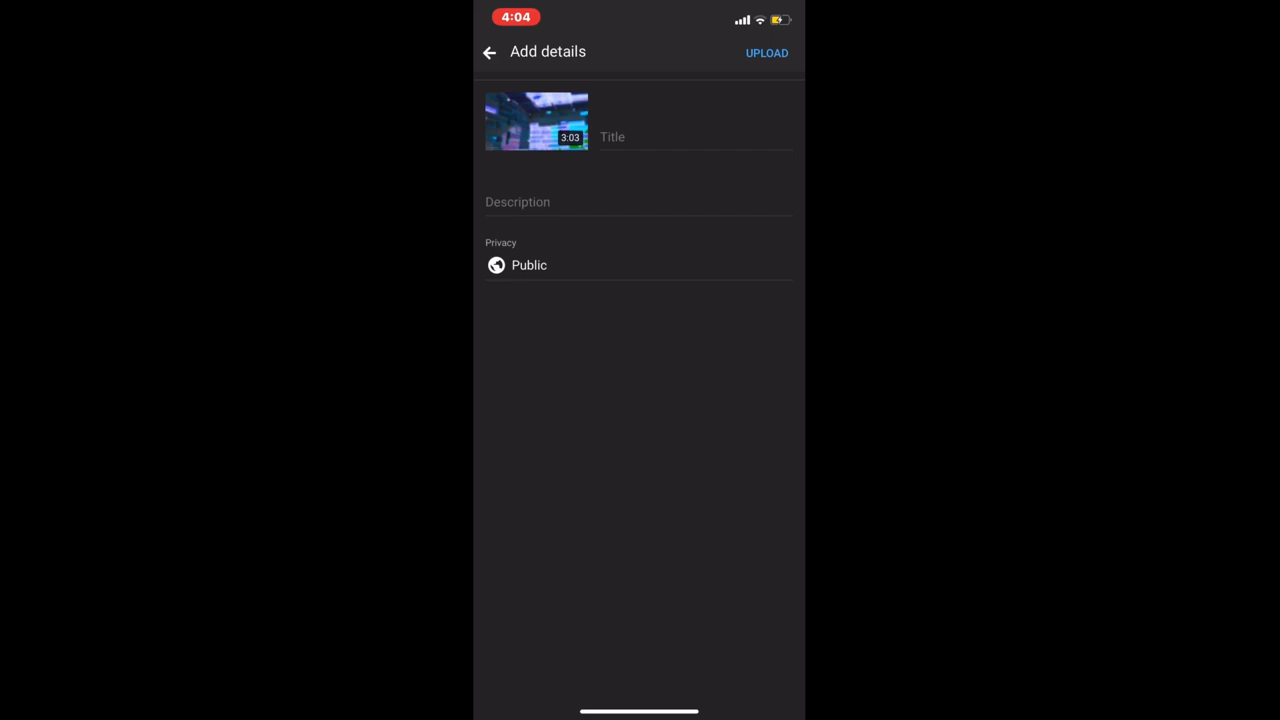 4:04
Add details
UPLOAD
3:03
Title
Description
Privacy
Public